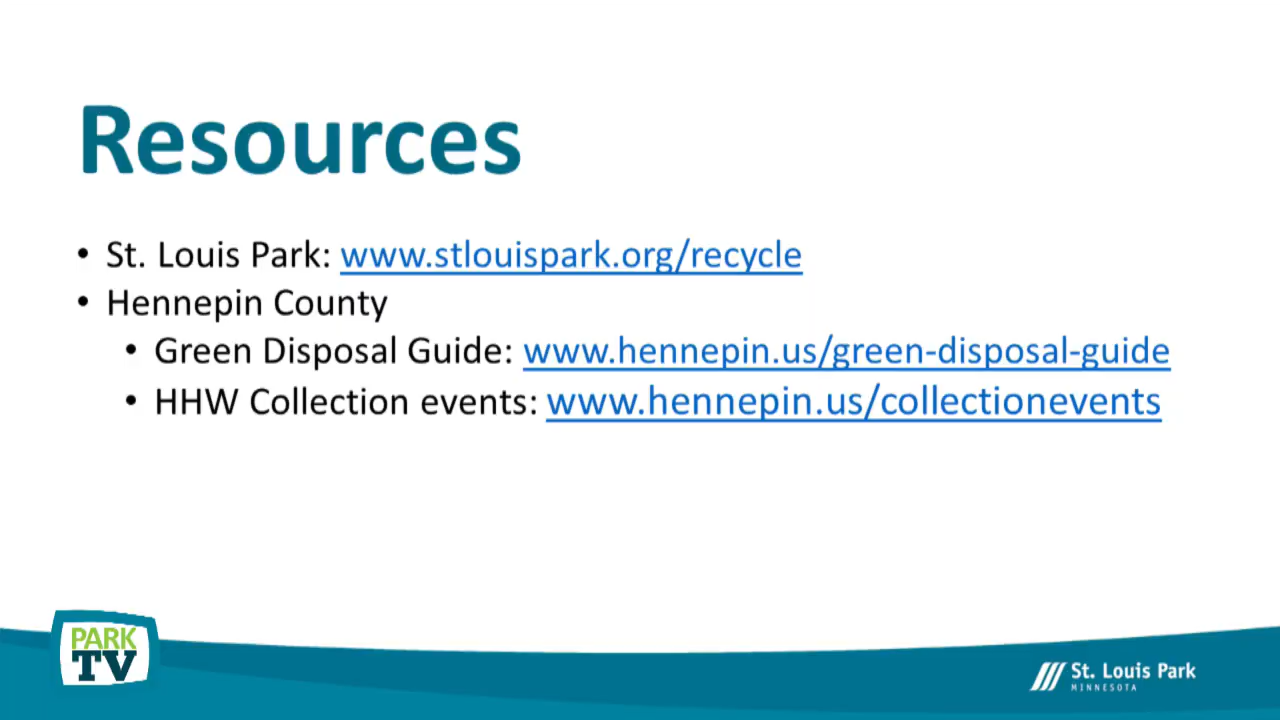 Resources
• St. Louis Park: www.stlouispark.org/recycle
• Hennepin County
• Green Disposal Guide: www.hennepin.us/green-disposal-guide
• HHW Collection events: www.hennepin.us/collectionevents
PARK
TV
St. Louis Park
MINNESOTA